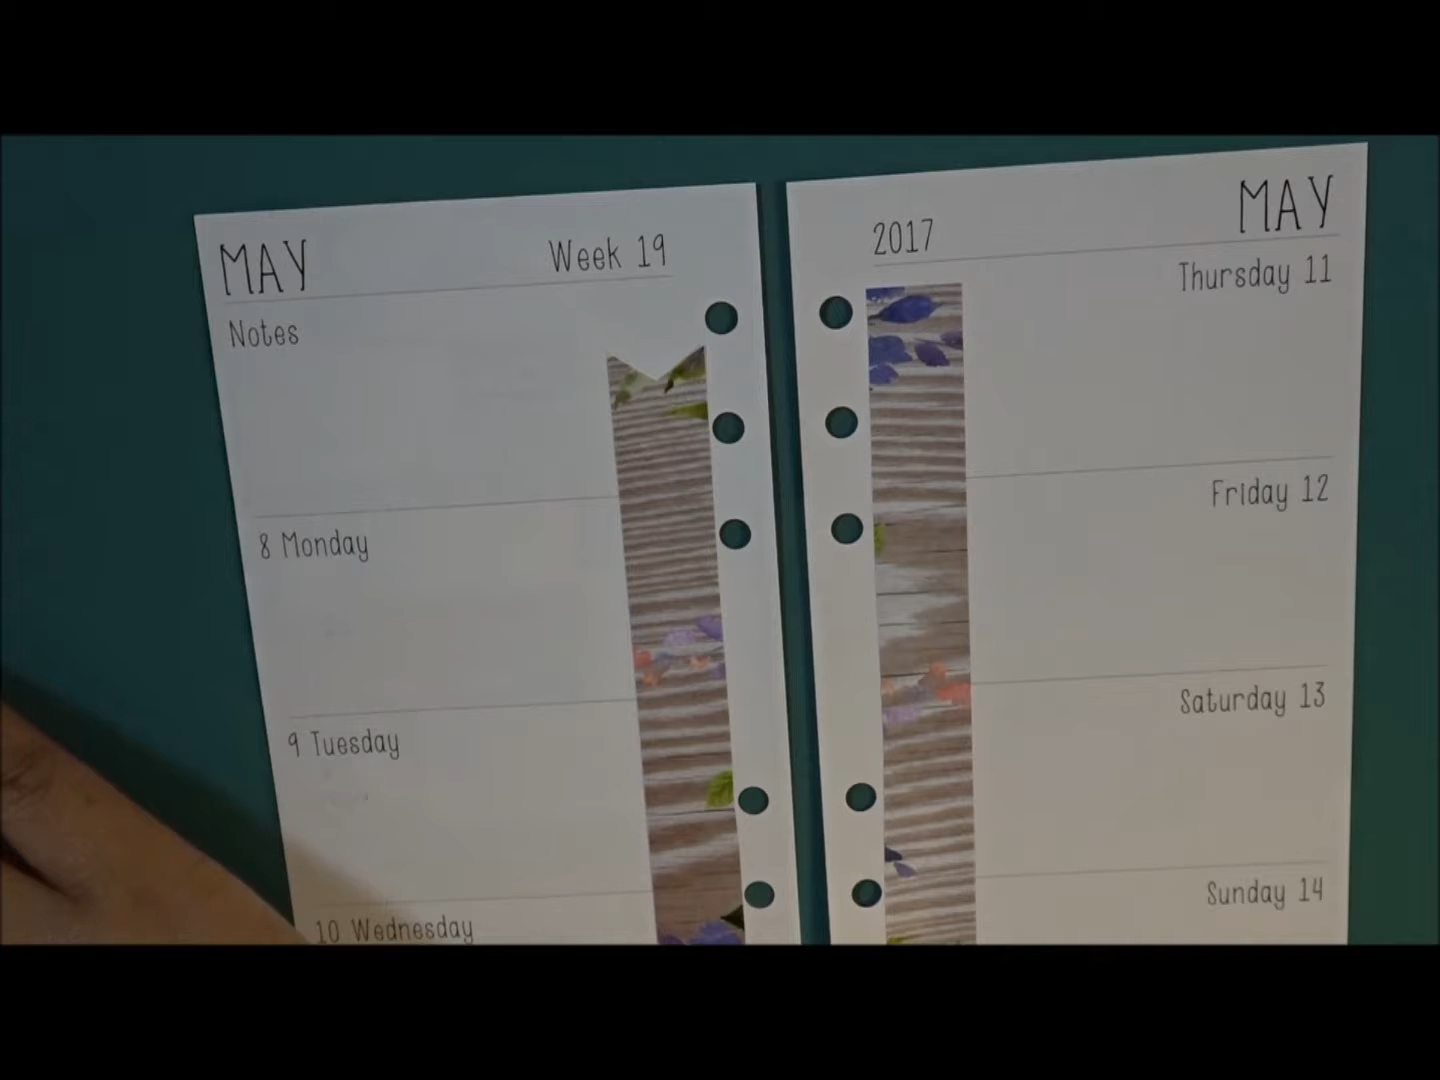 MAY
Week 19
Notes
8 Monday
9 Tuesday
10 Wednesday
2017
MAY
Thursday 11
Friday 12
Saturday 13
Sunday 14